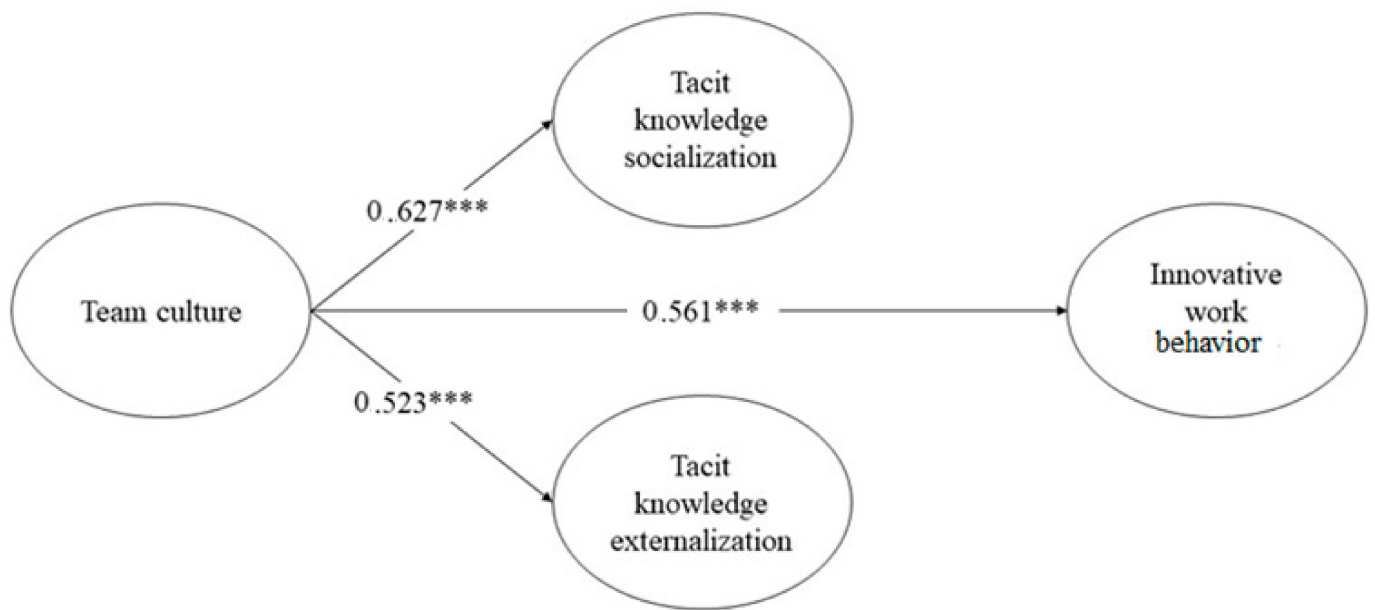 Tacit
knowledge
socialization
0.627***
Team culture
0.561***
Innovative
work
behavior
0.523***
Tacit
knowledge
externalization